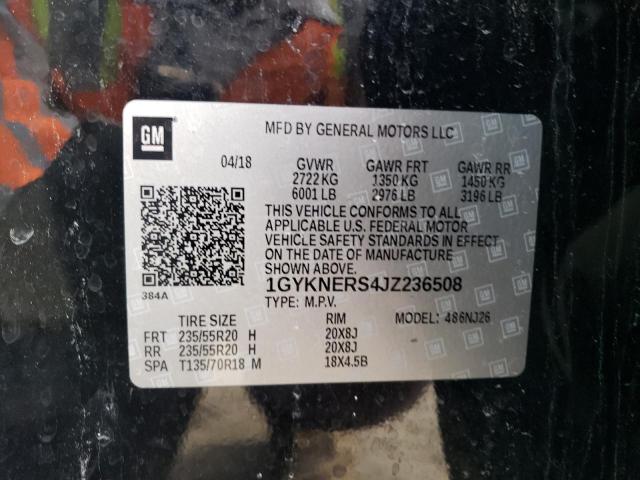 GM
MFD BY GENERAL MOTORS LLC
04/18 GVWR GAWR FRT GAWR RR
2722 KG 1350 KG 1450 KG
6001 LB 2976 LB 3196 LB
THIS VEHICLE CONFORMS TO ALL
APPLICABLE U.S. FEDERAL MOTOR
VEHICLE SAFETY STANDARDS IN EFFECT
ON THE DATE OF MANUFACTURE
SHOWN ABOVE.
384A
1GYKNERS4JZ236508
TYPE: M.P.V. MODEL: 486NJ26
TIRE SIZE RIM
FRT 235/55R20 H 20X8J
RR 235/55R20 H 20X8J
SPA T135/70R18 M 18X4.5B